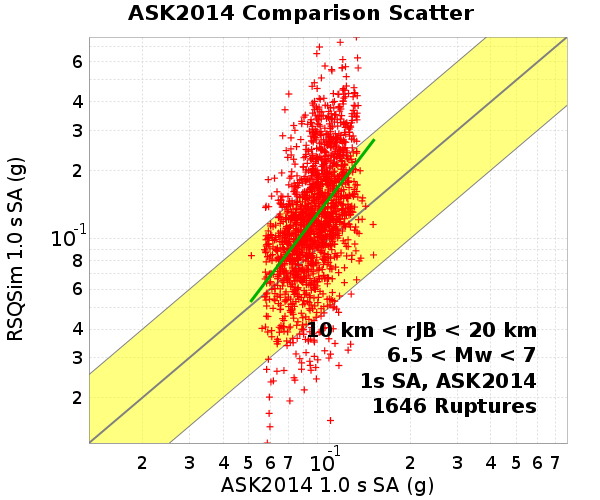 ASK2014 Comparison Scatter
RSQSim 1.0 s SA (g)
6
4
3
2
10-1
8
6
4
3
2
10 km < rJB < 20 km
6.5 < Mw < 7
1s SA, ASK2014
1646 Ruptures
2 3 4 5 6 7 10-1 2 3 4 5 6 7
ASK2014 1.0 s SA (g)